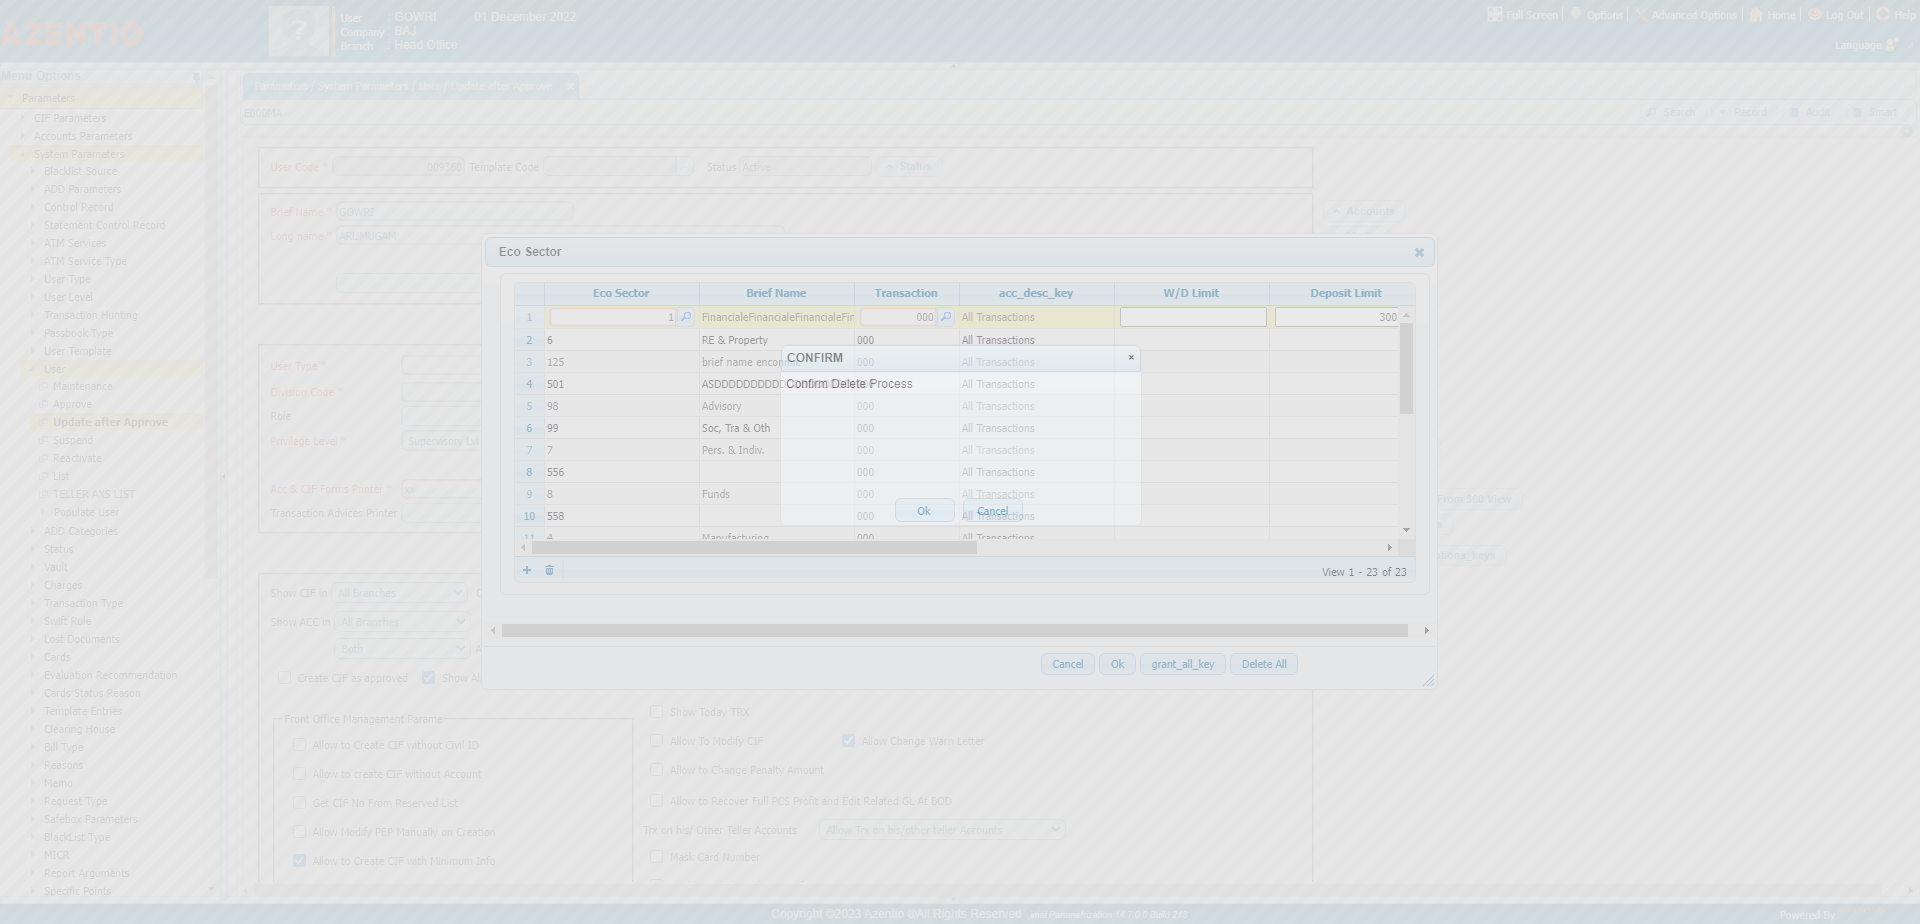 AZENTIO
User : GOWRI 01 December 2022
Company : BAJ
Branch : Head Office
Full Screen | Options | Advanced Options | Home | Log Out | Help
Language
Menu Options
Parameters
CIF Parameters
Accounts Parameters
System Parameters
Blacklist Source
ADD Parameters
Control Record
Statement Control Record
ATM Services
ATM Service Type
User Type
User Level
Transaction Hunting
Passbook Type
User Template
User
Maintenance
Approve
Update after Approve
Suspend
Reactivate
List
TELLER AXS LIST
Populate User
ADD Categories
Status
Vault
Charges
Transaction Type
Swift Rule
Lost Documents
Cards
Evaluation Recommendation
Cards Status Reason
Template Entries
Clearing House
Bill Type
Reasons
Memo
Request Type
Safebox Parameters
BlackList Type
MICR
Report Arguments
Specific Points
Parameters / System Parameters / User / Update after Approve
E000MA
Search Record Audit Smart
User Code * 009360 Template Code Status Active Status
Brief Name * GOWRI
Accounts
Long name * ARUMUGAM
User Type *
Division Code *
Role
Privilege Level * Supervisory Lvl
Acc & CIF Forms Printer * xx
Transaction Advices Printer
From 360 View
Show CIF in All Branches
Show ACC in All Branches
Both
Create CIF as approved Show All
Front Office Management Parame
Allow to Create CIF without Civil ID
Allow to create CIF without Account
Get CIF No From Reserved List
Allow Modify PEP Manually on Creation
Allow to Create CIF with Minimum Info
Show Today TRX
Allow To Modify CIF Allow Change Warn Letter
Allow to Change Penalty Amount
Allow to Recover Full PCS Profit and Edit Related GL At BOD
Trx on his/ Other Teller Accounts Allow Trx on his/other teller Accounts
Mask Card Number
Eco Sector
Eco Sector Brief Name Transaction acc_desc_key W/D Limit Deposit Limit
1 1 FinancialeFinancialeFinancialeFin 000 All Transactions 300
2 6 RE & Property 000 All Transactions
3 125 brief name encommic 000 All Transactions
4 501 ASDDDDDDDDDD 000 All Transactions
5 98 Advisory 000 All Transactions
6 99 Soc, Tra & Oth 000 All Transactions
7 7 Pers. & Indiv. 000 All Transactions
8 556 000 All Transactions
9 8 Funds 000 All Transactions
10 558 000 All Transactions
11 4 Manufacturing 000 All Transactions
View 1 - 23 of 23
Cancel Ok grant_all_key Delete All
CONFIRM
Confirm Delete Process
Ok Cancel
Copyright ©2023 Azentio @All Rights Reserved
Powered By